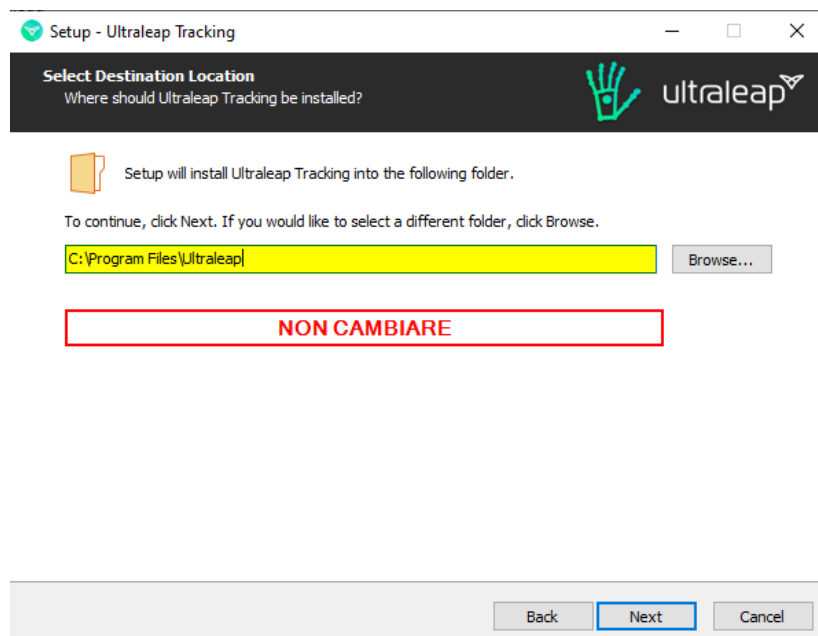 Setup - Ultraleap Tracking
Select Destination Location
Where should Ultraleap Tracking be installed?
ultraleap
Setup will install Ultraleap Tracking into the following folder.
To continue, click Next. If you would like to select a different folder, click Browse.
C:\Program Files\Ultraleap
Browse...
NON CAMBIARE
Back
Next
Cancel